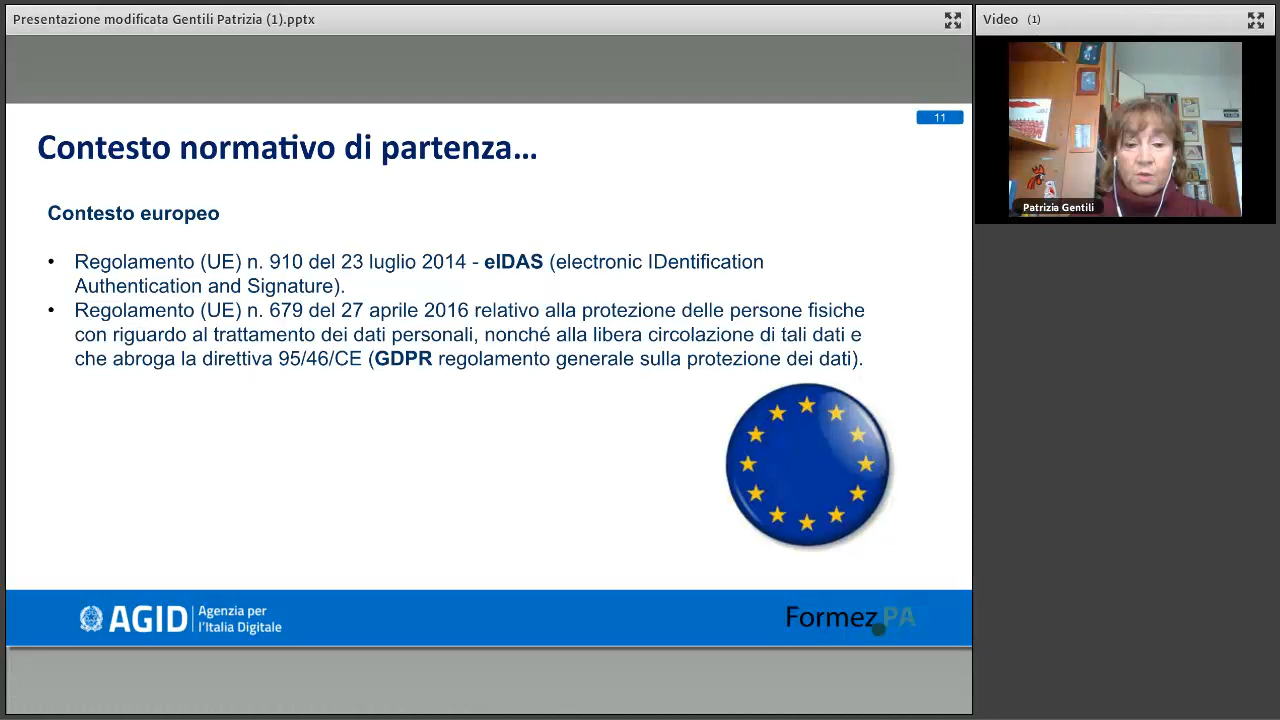 Presentazione modificata Gentili Patrizia (1).pptx
Video (1)
11
Contesto normativo di partenza...
Contesto europeo
• Regolamento (UE) n. 910 del 23 luglio 2014 - eIDAS (electronic IDentification
Authentication and Signature).
• Regolamento (UE) n. 679 del 27 aprile 2016 relativo alla protezione delle persone fisiche
con riguardo al trattamento dei dati personali, nonché alla libera circolazione di tali dati e
che abroga la direttiva 95/46/CE (GDPR regolamento generale sulla protezione dei dati).
Patrizia Gentili
AGID
Agenzia per
l'Italia Digitale
Formez PA